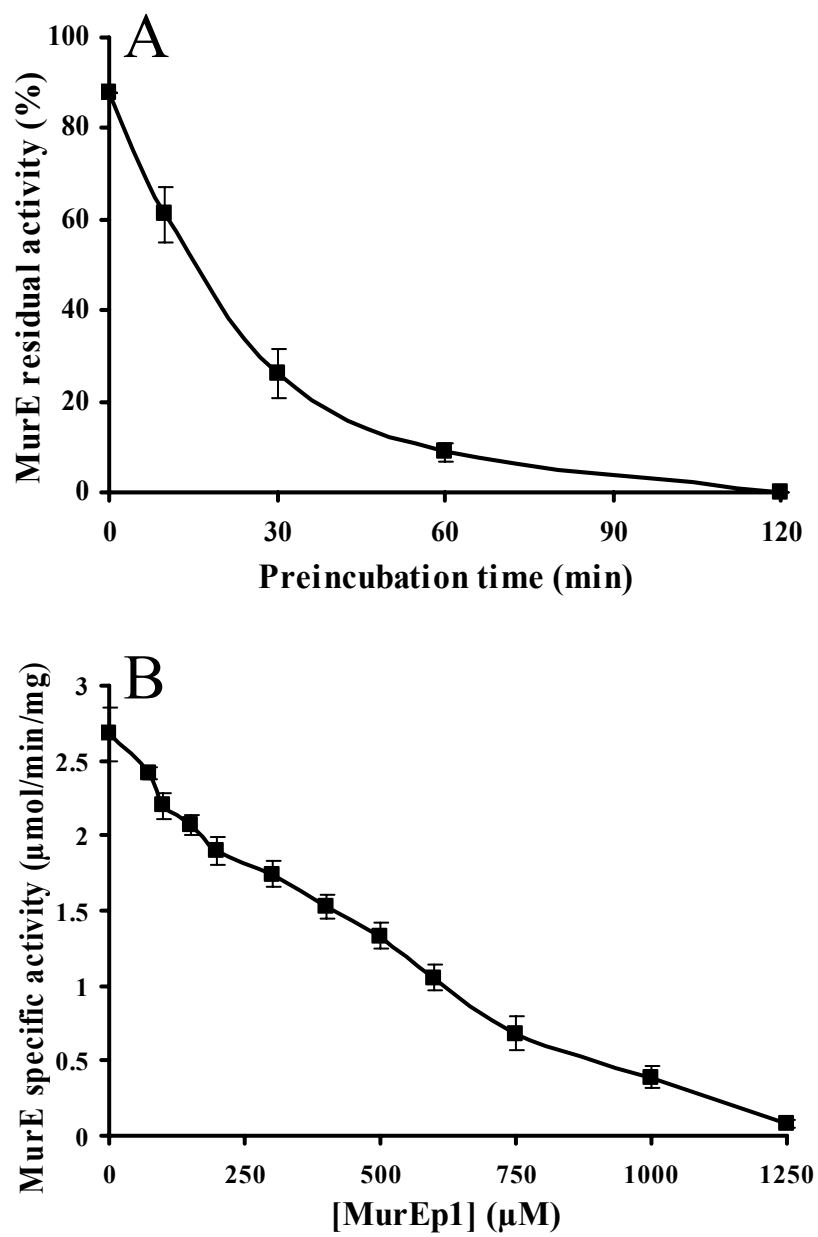 A
MurE residual activity (%)
100
80
60
40
20
0
0 30 60 90 120
Preincubation time (min)
B
MurE specific activity (µmol/min/mg)
3
2.5
2
1.5
1
0.5
0
0 250 500 750 1000 1250
[MurEp1] (µM)